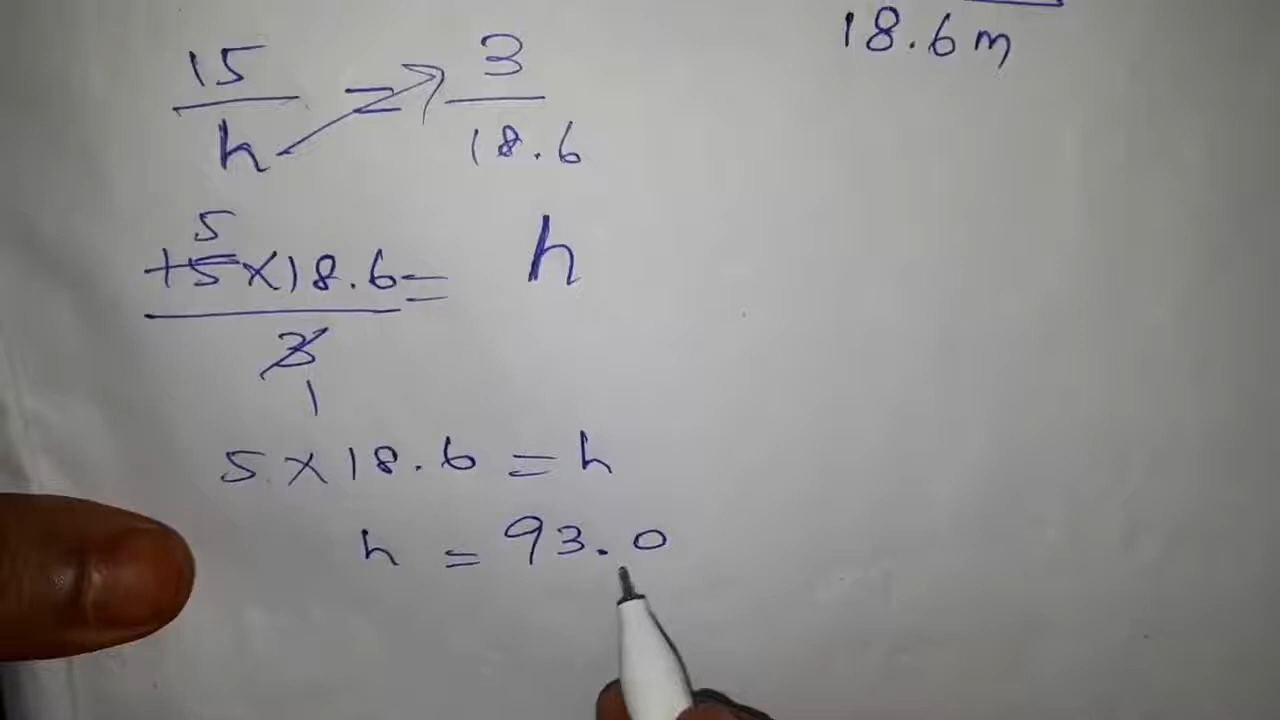 18.6m
15/h = 3/18.6
5
15×18.6 = h
3
1
5×18.6 = h
h = 93.0